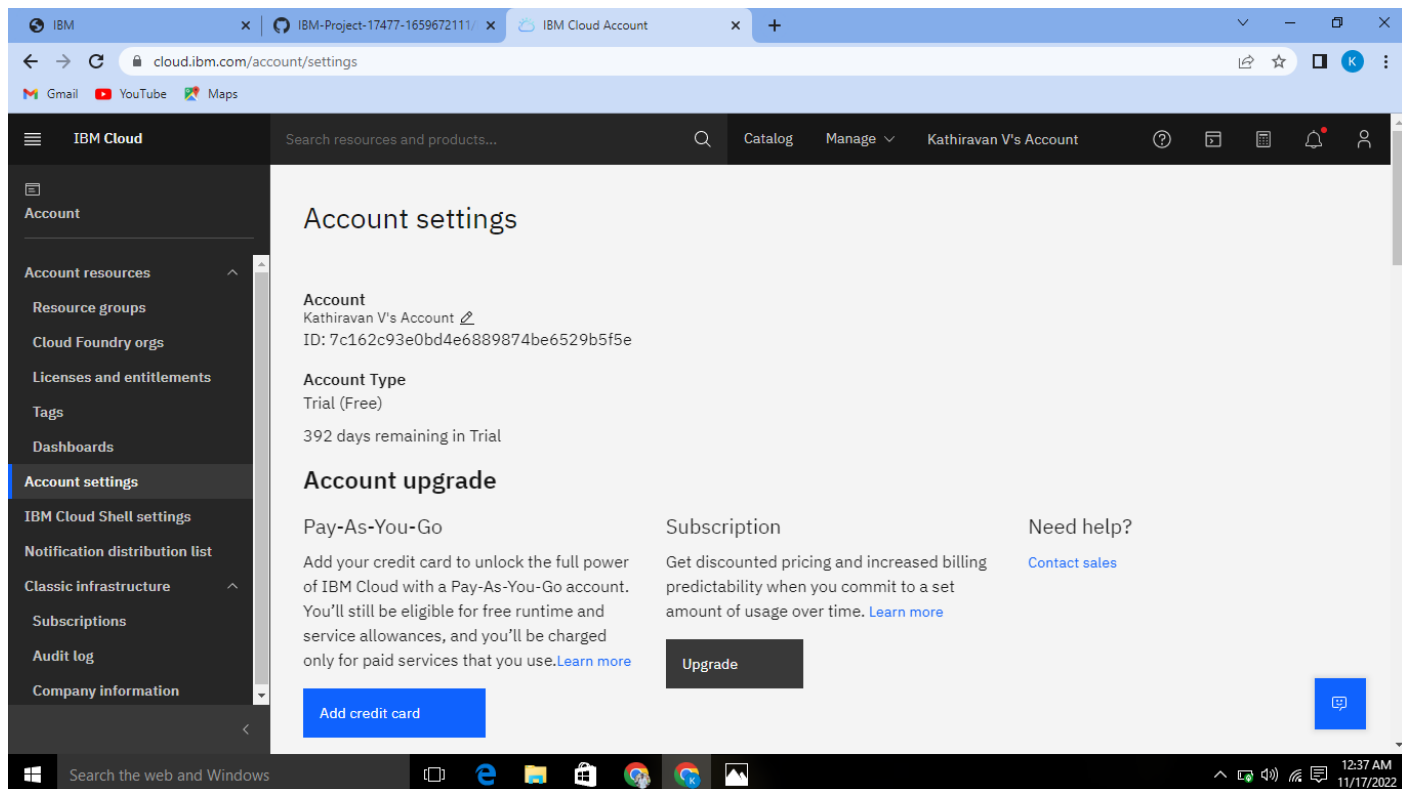 IBM
IBM-Project-17477-1659672111/
IBM Cloud Account
cloud.ibm.com/account/settings
K
Gmail
YouTube
Maps
IBM Cloud
Search resources and products...
Catalog
Manage
Kathiravan V's Account
Account
Account resources
Resource groups
Cloud Foundry orgs
Licenses and entitlements
Tags
Dashboards
Account settings
IBM Cloud Shell settings
Notification distribution list
Classic infrastructure
Subscriptions
Audit log
Company information
Account settings
Account
Kathiravan V's Account
ID: 7c162c93e0bd4e6889874be6529b5f5e
Account Type
Trial (Free)
392 days remaining in Trial
Account upgrade
Pay-As-You-Go
Add your credit card to unlock the full power
of IBM Cloud with a Pay-As-You-Go account.
You'll still be eligible for free runtime and
service allowances, and you'll be charged
only for paid services that you use.Learn more
Add credit card
Subscription
Get discounted pricing and increased billing
predictability when you commit to a set
amount of usage over time. Learn more
Upgrade
Need help?
Contact sales
Search the web and Windows
12:37 AM
11/17/2022